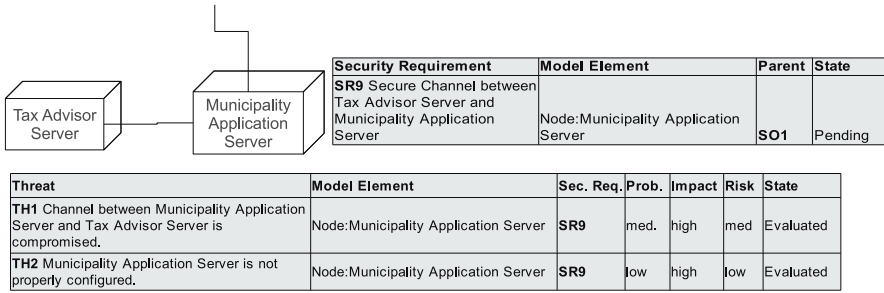 Tax Advisor
Server
Municipality
Application
Server
Security Requirement Model Element Parent State
SR9 Secure Channel between
Tax Advisor Server and
Municipality Application
Server
Node:Municipality Application
Server
SO1 Pending
Threat Model Element Sec. Req. Prob. Impact Risk State
TH1 Channel between Municipality Application
Server and Tax Advisor Server is
compromised.
Node:Municipality Application Server SR9 med. high med Evaluated
TH2 Municipality Application Server is not
properly configured.
Node:Municipality Application Server SR9 low high low Evaluated